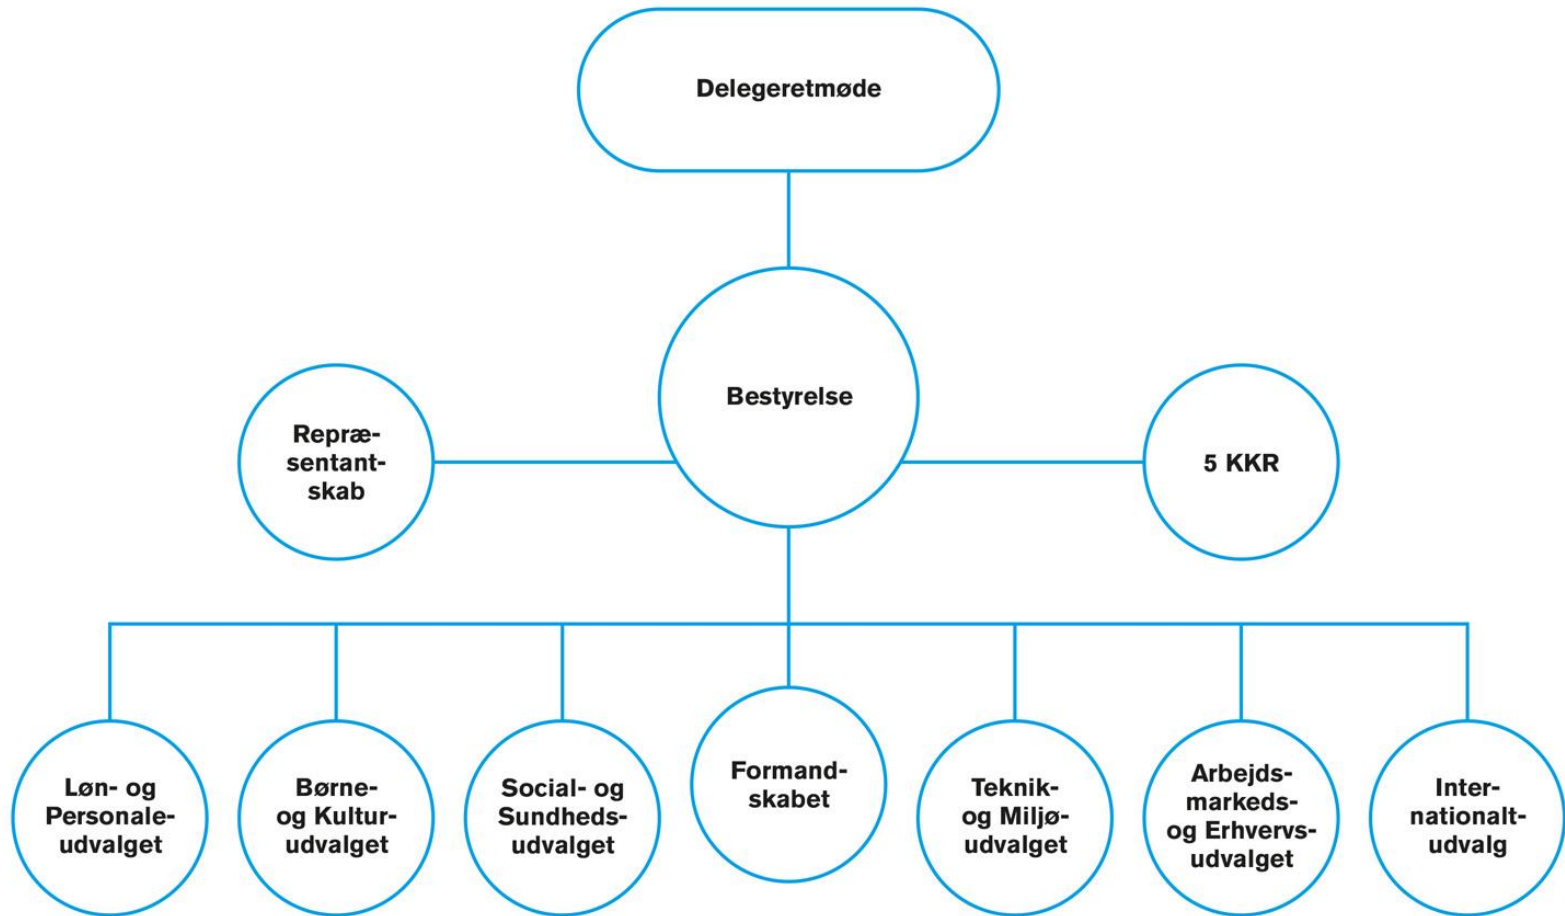 Delegeretmøde
Bestyrelse
Repræ-
sentant-
skab
5 KKR
Løn- og
Personale-
udvalget
Børne-
og Kultur-
udvalget
Social- og
Sundheds-
udvalget
Formand-
skabet
Teknik-
og Miljø-
udvalget
Arbejds-
markeds-
og Erhvervs-
udvalget
Inter-
nationalt-
udvalg